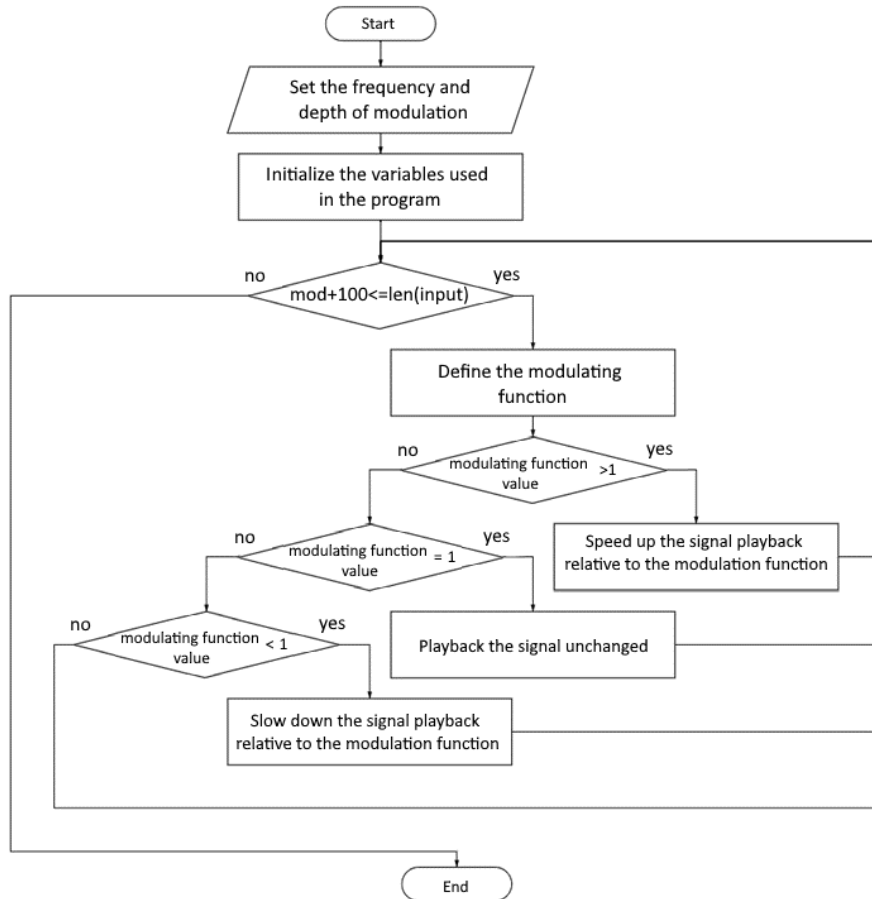 Start
Set the frequency and
depth of modulation
Initialize the variables used
in the program
no
yes
mod+100<=len(input)
Define the modulating
function
no
yes
modulating function >1
value
no
yes
modulating function = 1
value
Speed up the signal playback
relative to the modulation function
no
yes
modulating function < 1
value
Playback the signal unchanged
Slow down the signal playback
relative to the modulation function
End